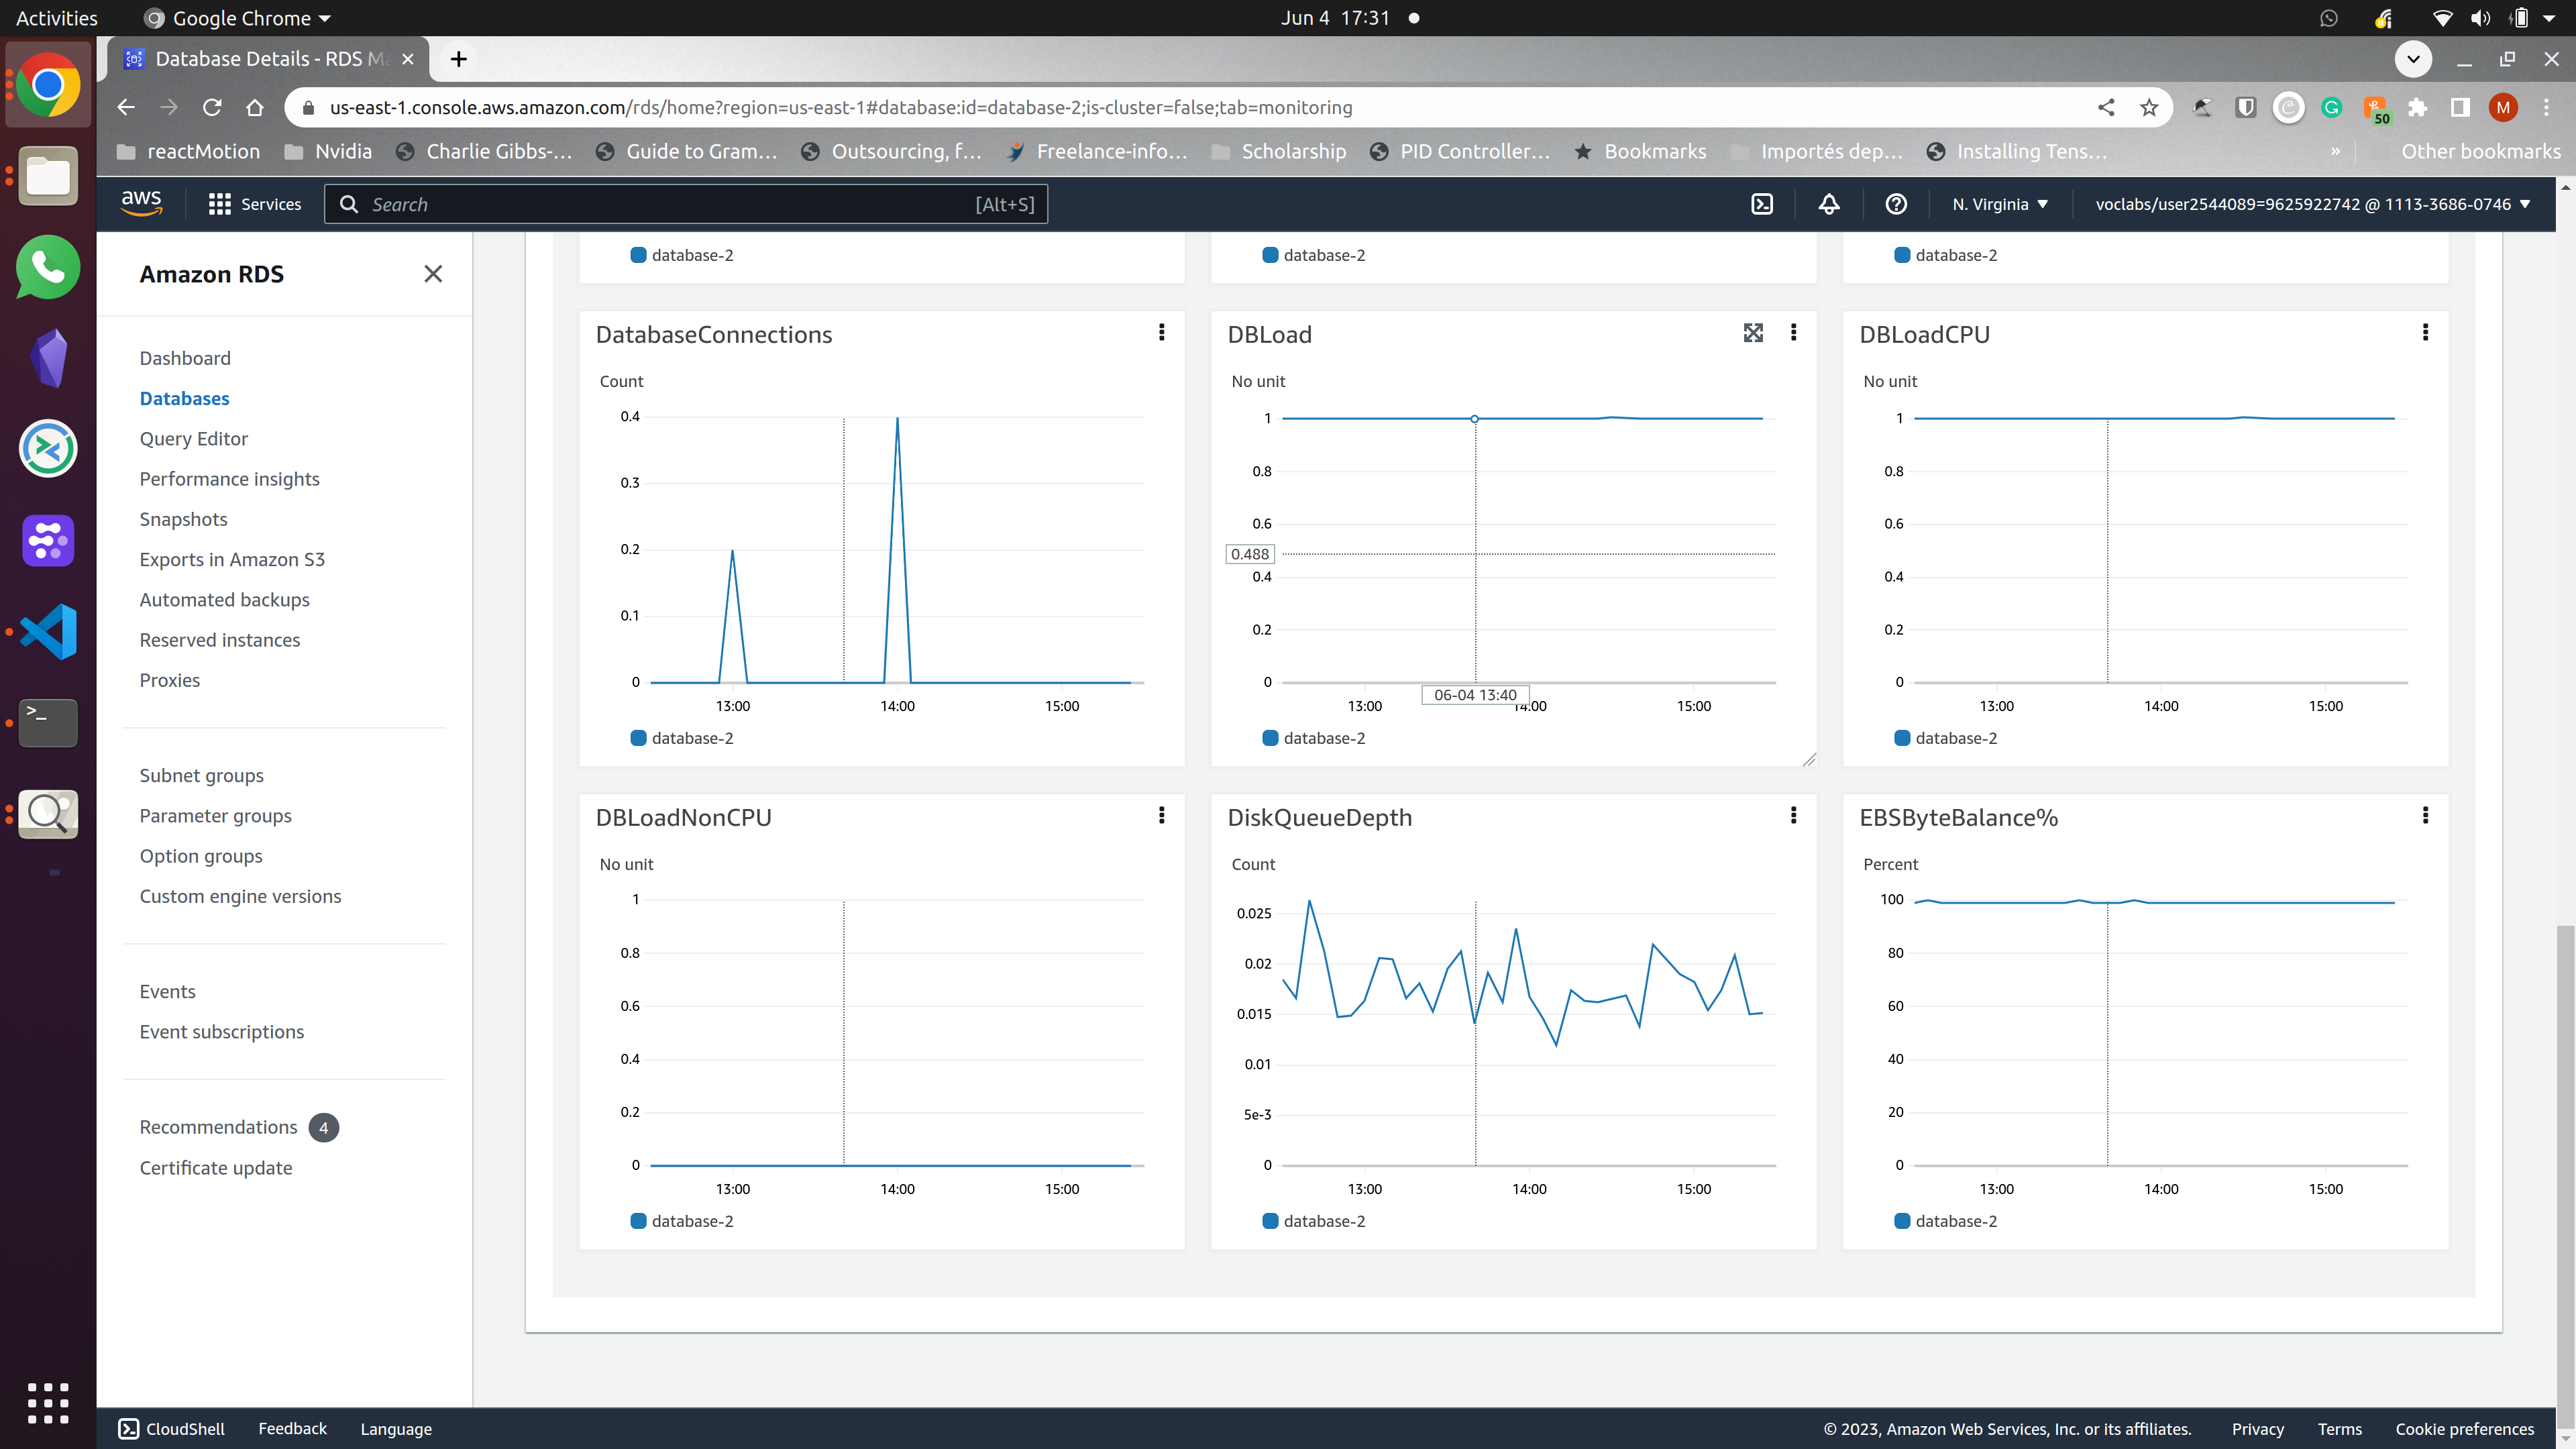 Activities
Google Chrome
Jun 4 17:31
Database Details - RDS Ma
us-east-1.console.aws.amazon.com/rds/home?region=us-east-1#database:id=database-2;is-cluster=false;tab=monitoring
50
M
reactMotion
Nvidia
Charlie Gibbs-...
Guide to Gram...
Outsourcing, f...
Freelance-info...
Scholarship
PID Controller...
Bookmarks
Importés dep...
Installing Tens...
»
Other bookmarks
aws
Services
Search
[Alt+S]
N. Virginia
voclabs/user2544089=9625922742 @ 1113-3686-0746
Amazon RDS
Dashboard
Databases
Query Editor
Performance insights
Snapshots
Exports in Amazon S3
Automated backups
Reserved instances
Proxies
Subnet groups
Parameter groups
Option groups
Custom engine versions
Events
Event subscriptions
Recommendations 4
Certificate update
database-2
database-2
database-2
DatabaseConnections
Count
0.4
0.3
0.2
0.1
0
13:00 14:00 15:00
database-2
DBLoad
No unit
1
0.8
0.6
0.488
0.4
0.2
0
06-04 13:40
13:00 14:00 15:00
database-2
DBLoadCPU
No unit
1
0.8
0.6
0.4
0.2
0
13:00 14:00 15:00
database-2
DBLoadNonCPU
No unit
1
0.8
0.6
0.4
0.2
0
13:00 14:00 15:00
database-2
DiskQueueDepth
Count
0.025
0.02
0.015
0.01
5e-3
0
13:00 14:00 15:00
database-2
EBSByteBalance%
Percent
100
80
60
40
20
0
13:00 14:00 15:00
database-2
CloudShell
Feedback
Language
© 2023, Amazon Web Services, Inc. or its affiliates.
Privacy
Terms
Cookie preferences